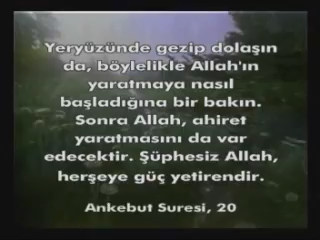 Yeryüzünde gezip dolaşın
da, böylelikle Allah'ın
yaratmaya nasıl
başladığına bir bakın.
Sonra Allah, ahiret
yaratmasını da var
edecektir. Şüphesiz Allah,
herşeye güç yetirendir.
Ankebut Suresi, 20